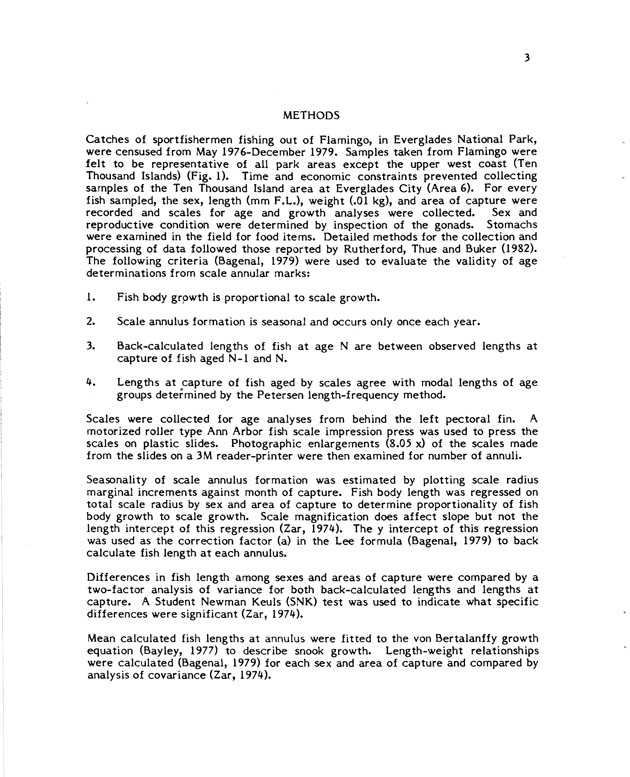 3
METHODS
Catches of sportfishermen fishing out of Flamingo, in Everglades National Park,
were censused from May 1976-December 1979. Samples taken from Flamingo were
felt to be representative of all park areas except the upper west coast (Ten
Thousand Islands) (Fig. 1). Time and economic constraints prevented collecting
samples of the Ten Thousand Island area at Everglades City (Area 6). For every
fish sampled, the sex, length (mm F.L.), weight (.01 kg), and area of capture were
recorded and scales for age and growth analyses were collected. Sex and
reproductive condition were determined by inspection of the gonads. Stomachs
were examined in the field for food items. Detailed methods for the collection and
processing of data followed those reported by Rutherford, Thue and Buker (1982).
The following criteria (Bagenal, 1979) were used to evaluate the validity of age
determinations from scale annular marks:
1. Fish body growth is proportional to scale growth.
2. Scale annulus formation is seasonal and occurs only once each year.
3. Back-calculated lengths of fish at age N are between observed lengths at
capture of fish aged N-1 and N.
4. Lengths at capture of fish aged by scales agree with modal lengths of age
groups determined by the Petersen length-frequency method.
Scales were collected for age analyses from behind the left pectoral fin. A
motorized roller type Ann Arbor fish scale impression press was used to press the
scales on plastic slides. Photographic enlargements (8.05 x) of the scales made
from the slides on a 3M reader-printer were then examined for number of annuli.
Seasonality of scale annulus formation was estimated by plotting scale radius
marginal increments against month of capture. Fish body length was regressed on
total scale radius by sex and area of capture to determine proportionality of fish
body growth to scale growth. Scale magnification does affect slope but not the
length intercept of this regression (Zar, 1974). The y intercept of this regression
was used as the correction factor (a) in the Lee formula (Bagenal, 1979) to back
calculate fish length at each annulus.
Differences in fish length among sexes and areas of capture were compared by a
two-factor analysis of variance for both back-calculated lengths and lengths at
capture. A Student Newman Keuls (SNK) test was used to indicate what specific
differences were significant (Zar, 1974).
Mean calculated fish lengths at annulus were fitted to the von Bertalanffy growth
equation (Bayley, 1977) to describe snook growth. Length-weight relationships
were calculated (Bagenal, 1979) for each sex and area of capture and compared by
analysis of covariance (Zar, 1974).